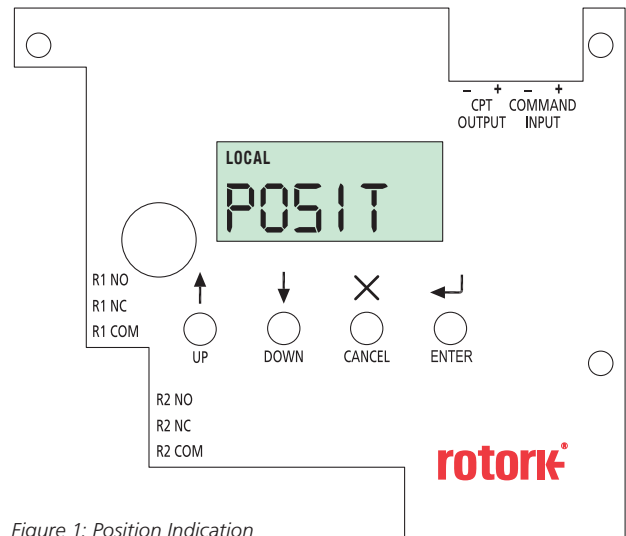 – + – +
CPT COMMAND
OUTPUT INPUT
LOCAL
POSIT
R1 NO
R1 NC
R1 COM
UP DOWN CANCEL ENTER
R2 NO
R2 NC
R2 COM
rotork®
Figure 1: Position Indication